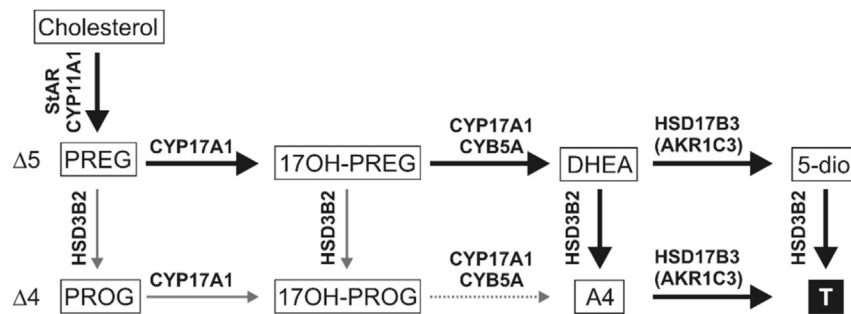 Cholesterol
StAR
CYP11A1
Δ5
PREG
CYP17A1
17OH-PREG
CYP17A1
CYB5A
DHEA
HSD17B3
(AKR1C3)
5-dio
HSD3B2
HSD3B2
HSD3B2
HSD3B2
Δ4
PROG
CYP17A1
17OH-PROG
CYP17A1
CYB5A
A4
HSD17B3
(AKR1C3)
T